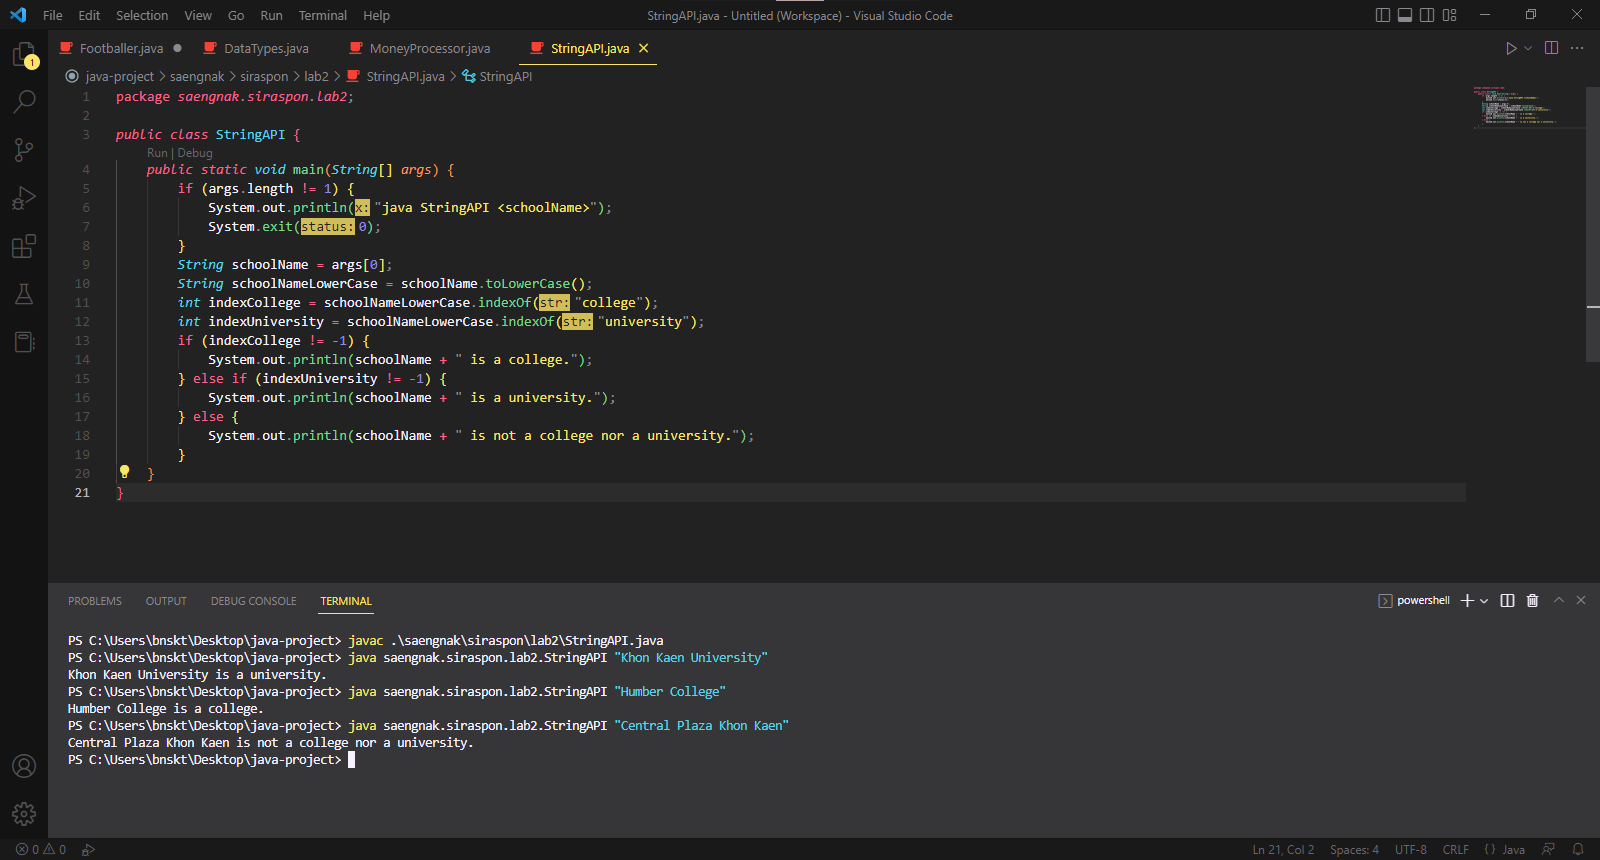 File Edit Selection View Go Run Terminal Help
StringAPI.java - Untitled (Workspace) - Visual Studio Code
1
Footballer.java DataTypes.java MoneyProcessor.java StringAPI.java
java-project > saengnak > siraspon > lab2 > StringAPI.java > StringAPI
1 package saengnak.siraspon.lab2;
2
3 public class StringAPI {
Run | Debug
4 public static void main(String[] args) {
5 if (args.length != 1) {
6 System.out.println(x: "java StringAPI <schoolName>");
7 System.exit(status: 0);
8 }
9 String schoolName = args[0];
10 String schoolNameLowerCase = schoolName.toLowerCase();
11 int indexCollege = schoolNameLowerCase.indexOf(str: "college");
12 int indexUniversity = schoolNameLowerCase.indexOf(str: "university");
13 if (indexCollege != -1) {
14 System.out.println(schoolName + " is a college.");
15 } else if (indexUniversity != -1) {
16 System.out.println(schoolName + " is a university.");
17 } else {
18 System.out.println(schoolName + " is not a college nor a university.");
19 }
20 }
21 }
PROBLEMS OUTPUT DEBUG CONSOLE TERMINAL
powershell
PS C:\Users\bnskt\Desktop\java-project> javac .\saengnak\siraspon\lab2\StringAPI.java
PS C:\Users\bnskt\Desktop\java-project> java saengnak.siraspon.lab2.StringAPI "Khon Kaen University"
Khon Kaen University is a university.
PS C:\Users\bnskt\Desktop\java-project> java saengnak.siraspon.lab2.StringAPI "Humber College"
Humber College is a college.
PS C:\Users\bnskt\Desktop\java-project> java saengnak.siraspon.lab2.StringAPI "Central Plaza Khon Kaen"
Central Plaza Khon Kaen is not a college nor a university.
PS C:\Users\bnskt\Desktop\java-project>
0 0
Ln 21, Col 2 Spaces: 4 UTF-8 CRLF {} Java